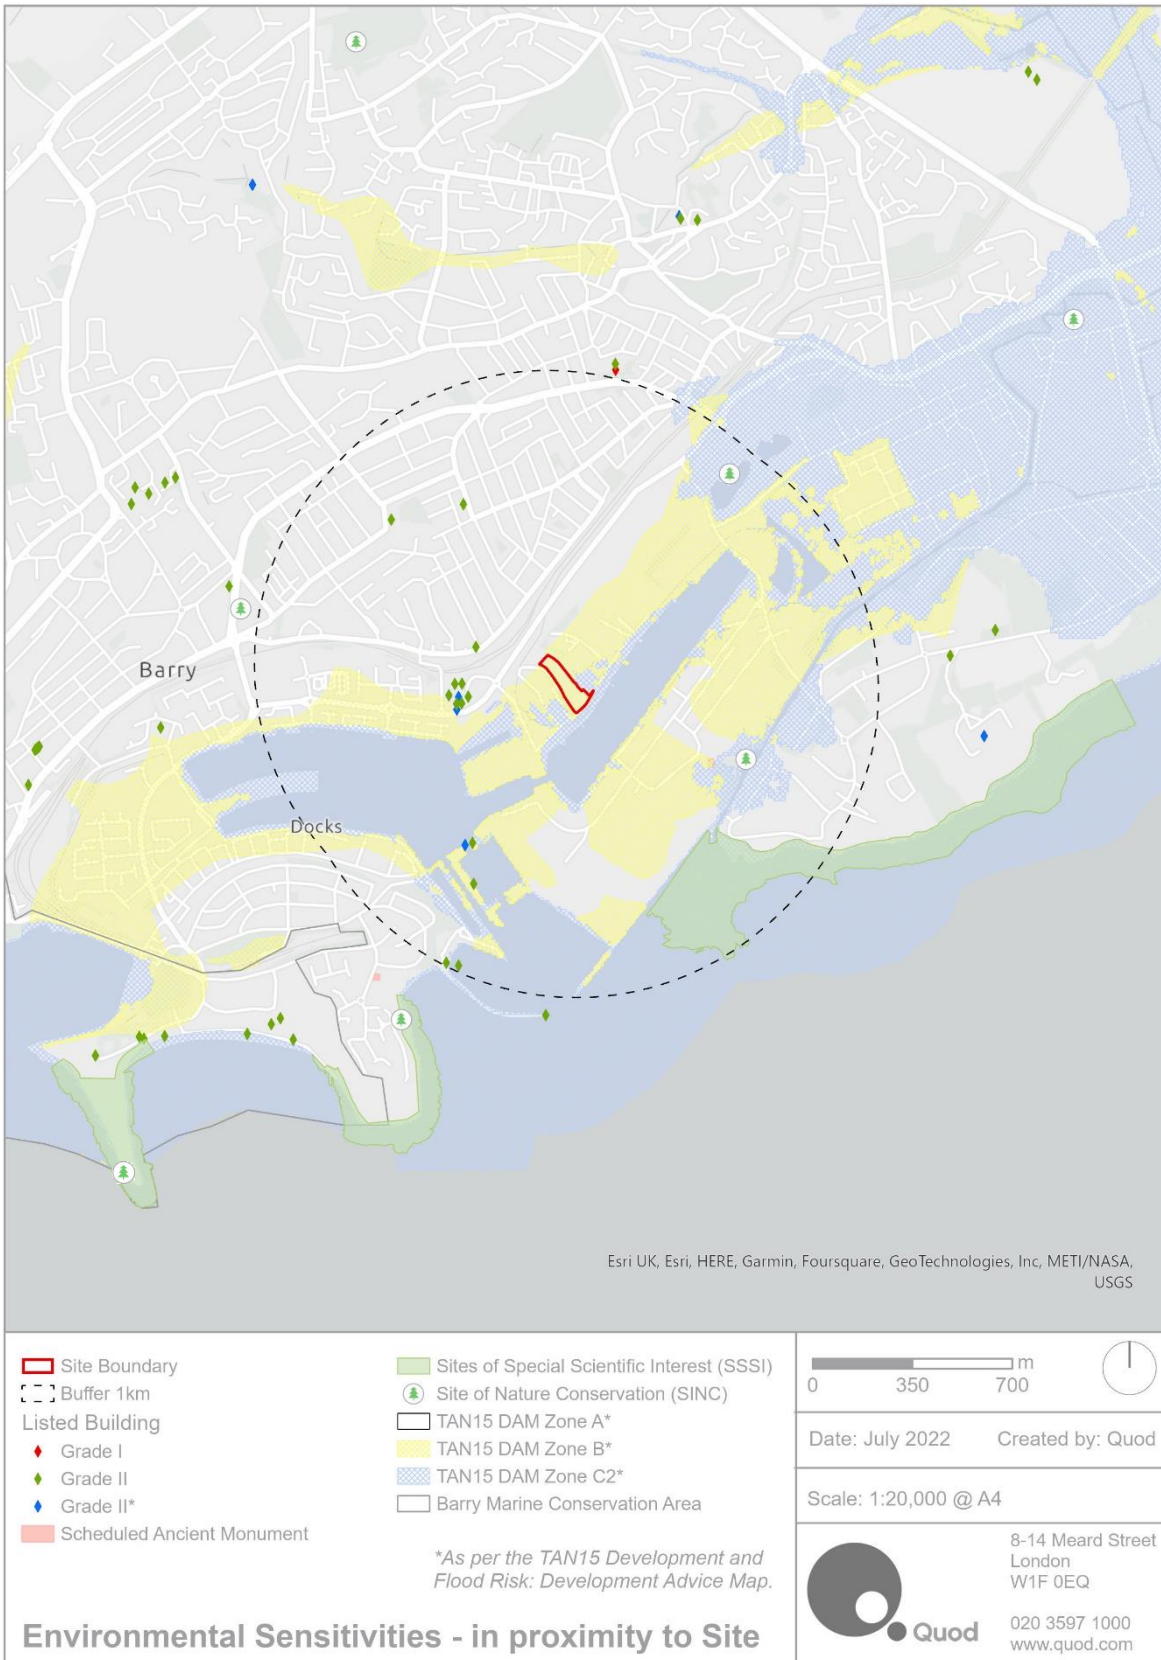 Barry
Docks
Esri UK, Esri, HERE, Garmin, Foursquare, GeoTechnologies, Inc, METI/NASA,
USGS
Site Boundary
Buffer 1km
Listed Building
Grade I
Grade II
Grade II*
Scheduled Ancient Monument
Sites of Special Scientific Interest (SSSI)
Site of Nature Conservation (SINC)
TAN15 DAM Zone A*
TAN15 DAM Zone B*
TAN15 DAM Zone C2*
Barry Marine Conservation Area
*As per the TAN15 Development and
Flood Risk: Development Advice Map.
Environmental Sensitivities - in proximity to Site
m
0 350 700
Date: July 2022 Created by: Quod
Scale: 1:20,000 @ A4
Quod
8-14 Meard Street
London
W1F 0EQ
020 3597 1000
www.quod.com